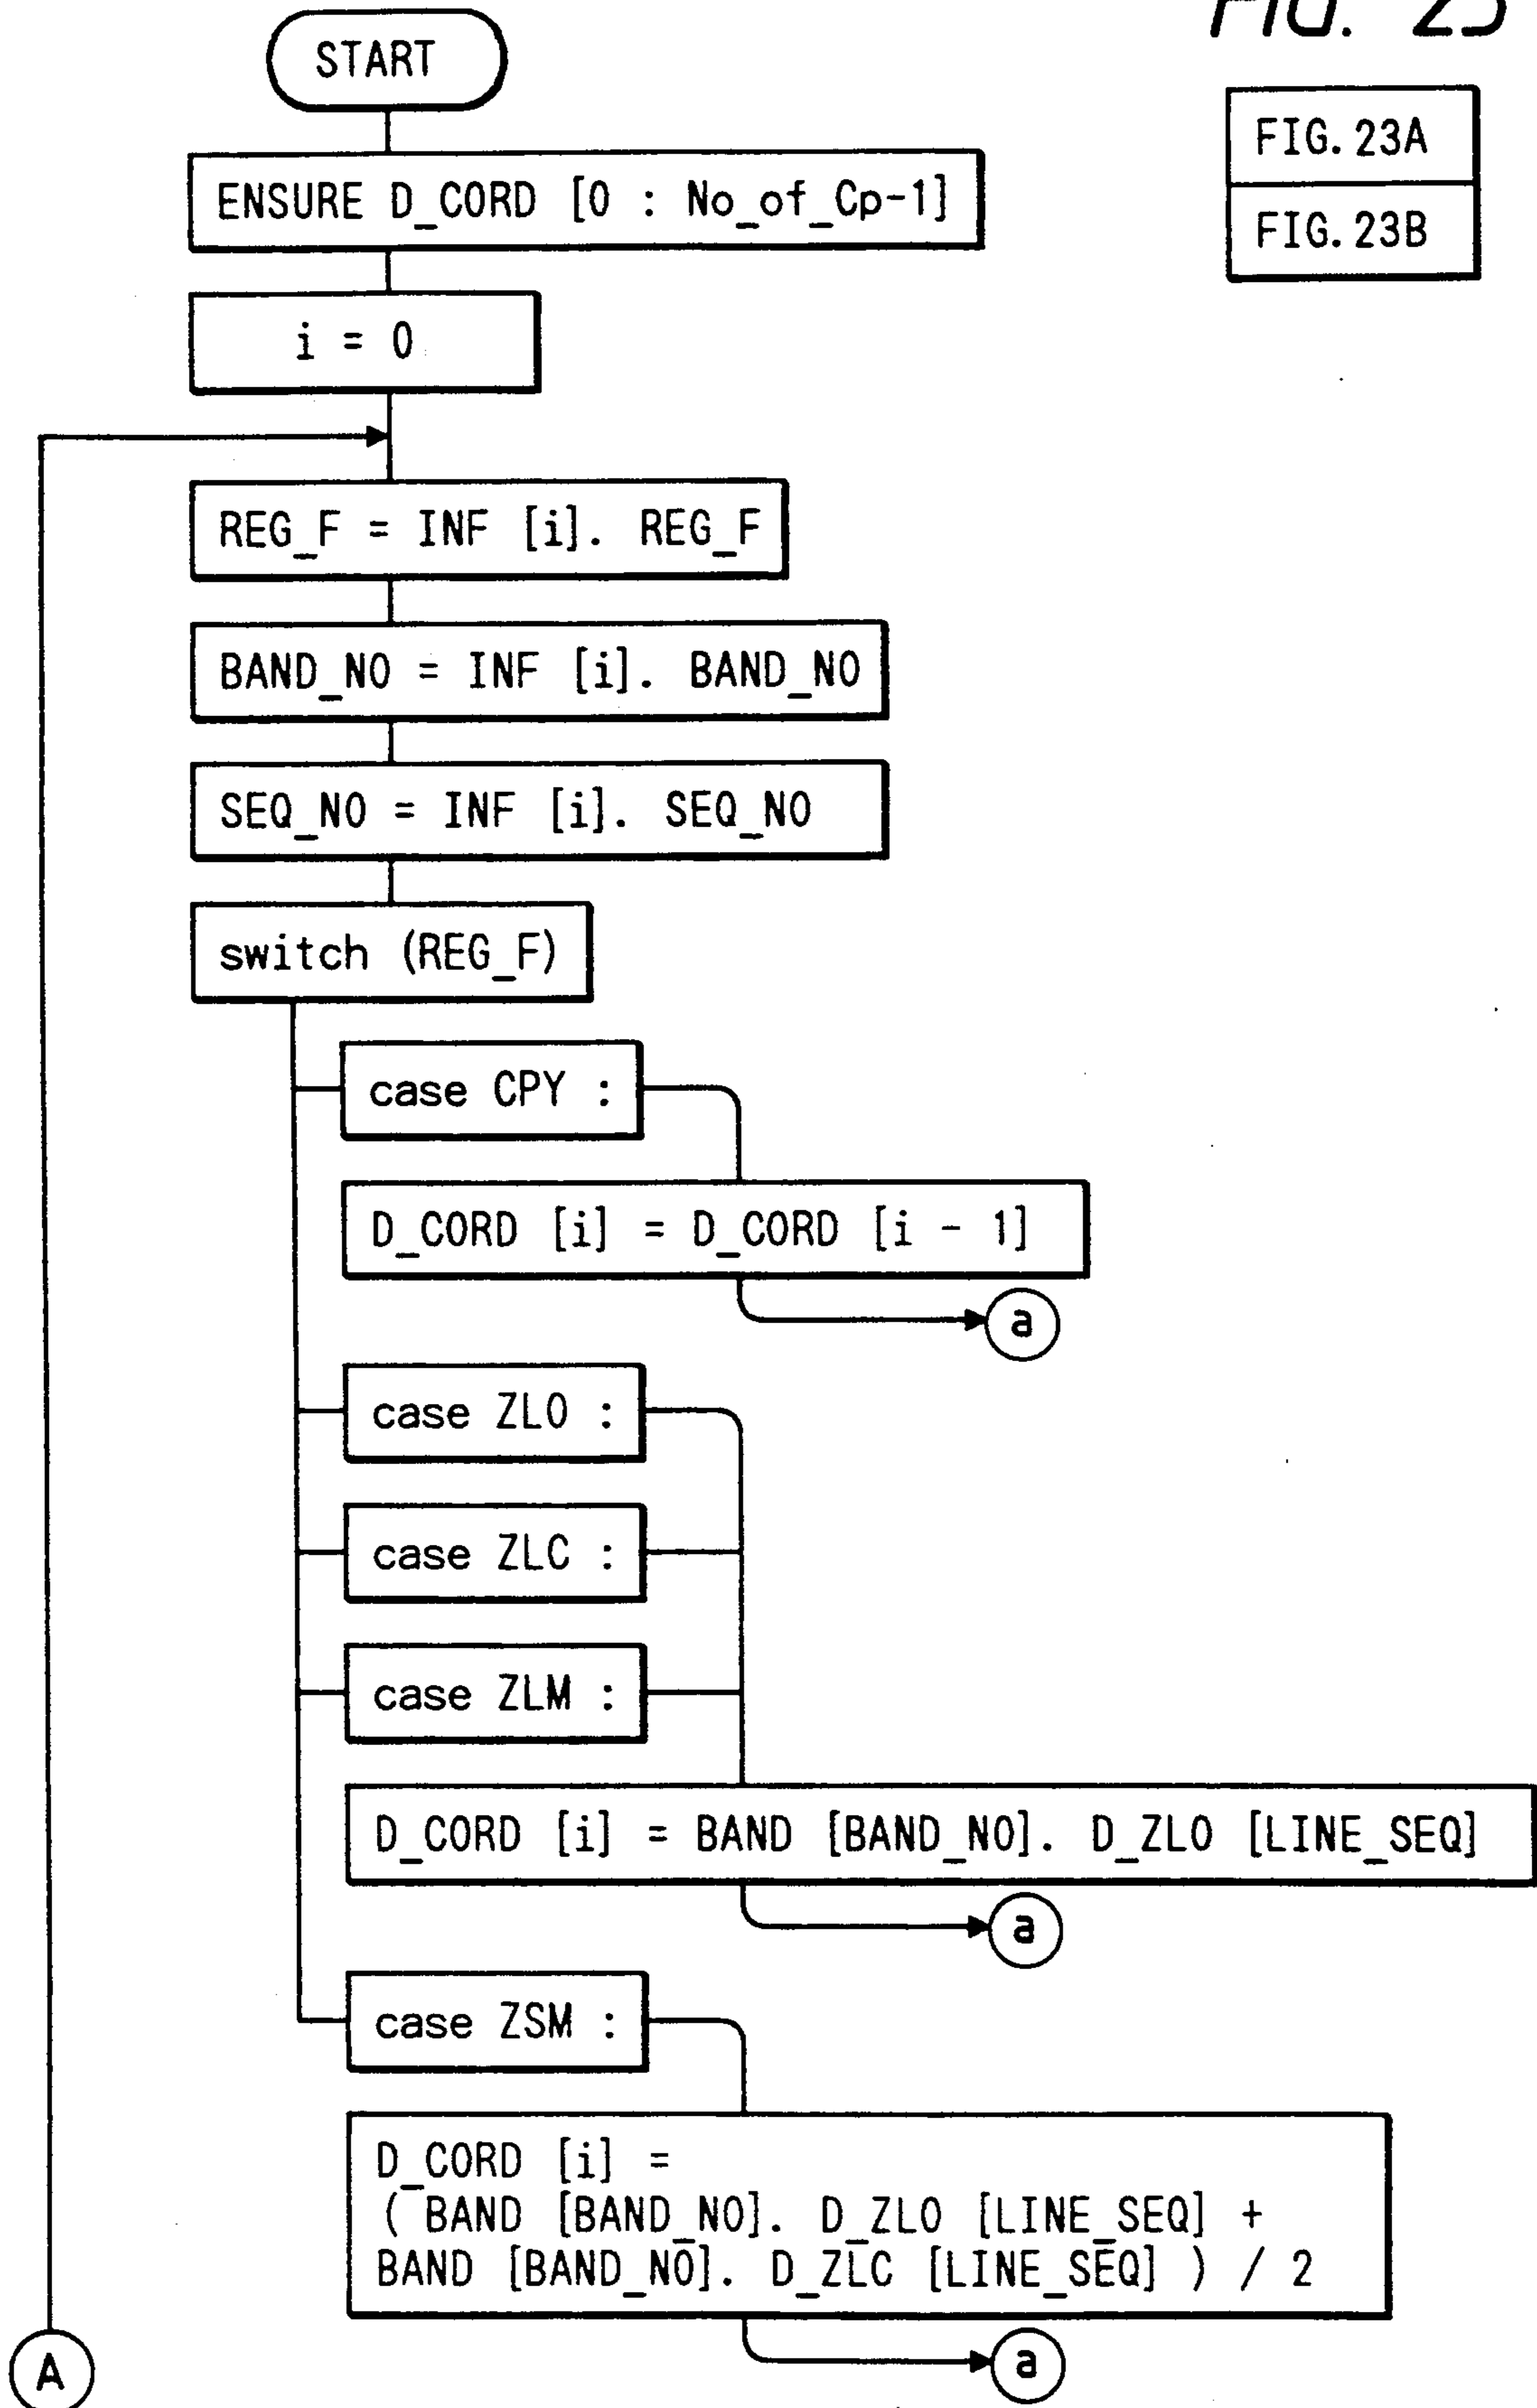 FIG. 23
START
FIG. 23A
FIG. 23B
ENSURE D_CORD [0 : No_of_Cp-1]
i = 0
REG_F = INF [i]. REG_F
BAND_NO = INF [i]. BAND_NO
SEQ_NO = INF [i]. SEQ_NO
switch (REG_F)
case CPY :
D_CORD [i] = D_CORD [i - 1]
a
case ZLO :
case ZLC :
case ZLM :
D_CORD [i] = BAND [BAND_NO]. D_ZLO [LINE_SEQ]
a
case ZSM :
D_CORD [i] =
( BAND [BAND_NO]. D_ZLO [LINE_SEQ] +
BAND [BAND_NO]. D_ZLC [LINE_SEQ] ) / 2
a
A